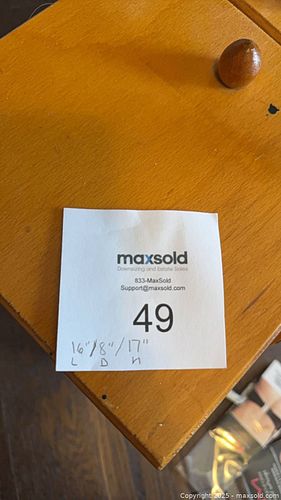 maxsold
Downsizing and Estate Sales
833-MaxSold
Support@maxsold.com
49
16"/8"/17"
L D H
Copyright © 2025 - maxsold.com